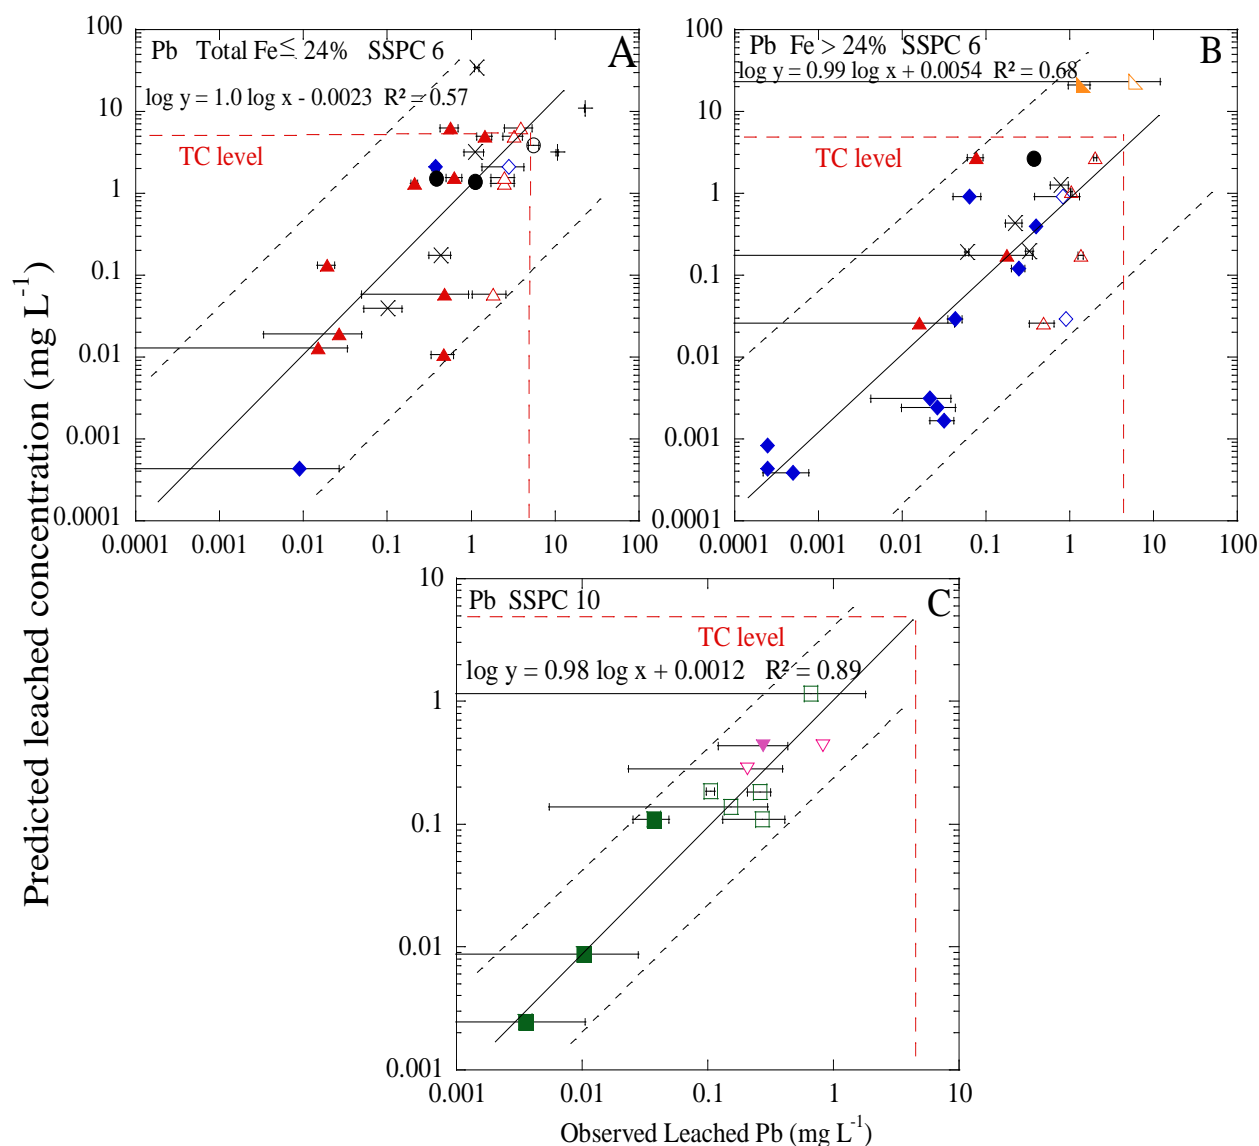 Predicted leached concentration (mg L⁻¹)
A
Pb Total Fe ≤ 24% SSPC 6
log y = 1.0 log x - 0.0023 R² = 0.57
TC level
100
10
1
0.1
0.01
0.001
0.0001
0.0001 0.001 0.01 0.1 1 10 100
B
Pb Fe > 24% SSPC 6
log y = 0.99 log x + 0.0054 R² = 0.68
TC level
100
10
1
0.1
0.01
0.001
0.0001
0.0001 0.001 0.01 0.1 1 10 100
C
Pb SSPC 10
TC level
log y = 0.98 log x + 0.0012 R² = 0.89
10
1
0.1
0.01
0.001
0.001 0.01 0.1 1 10
Observed Leached Pb (mg L⁻¹)